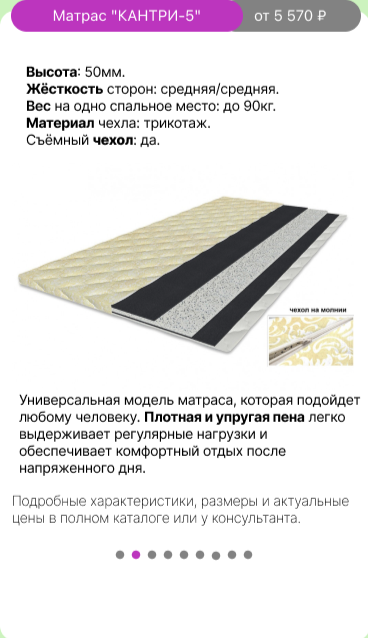 Матрас "КАНТРИ-5" от 5 570 ₽
Высота: 50мм.
Жёсткость сторон: средняя/средняя.
Вес на одно спальное место: до 90кг.
Материал чехла: трикотаж.
Съёмный чехол: да.
чехол на молнии
Универсальная модель матраса, которая подойдет
любому человеку. Плотная и упругая пена легко
выдерживает регулярные нагрузки и
обеспечивает комфортный отдых после
напряженного дня.
Подробные характеристики, размеры и актуальные
цены в полном каталоге или у консультанта.